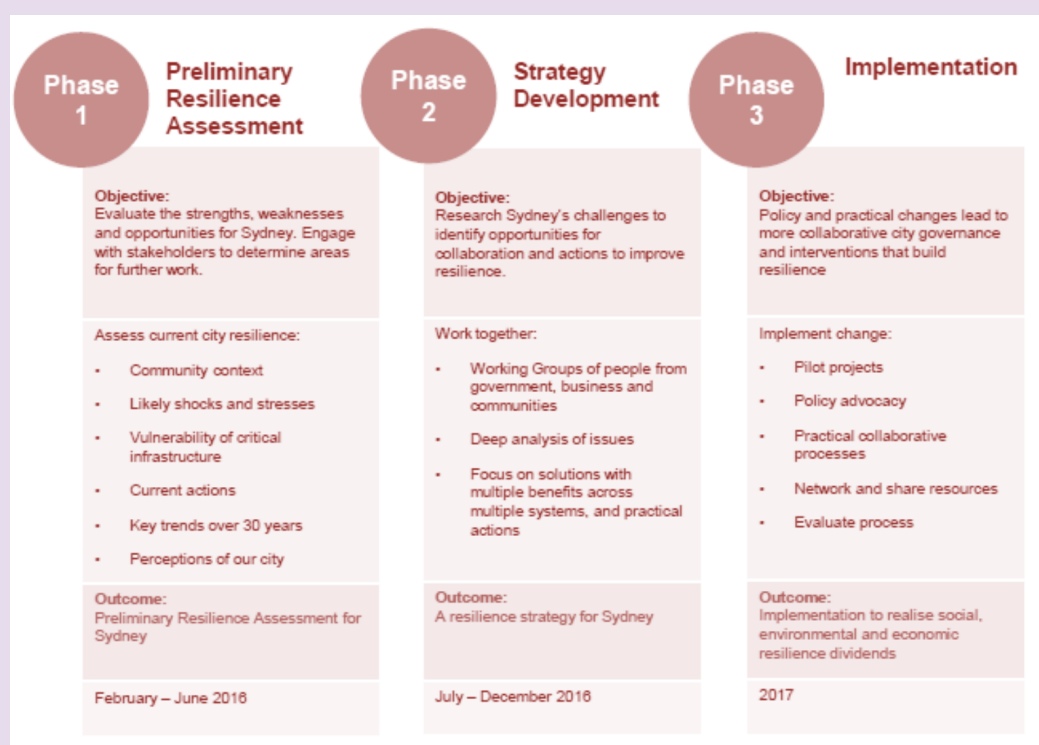 Phase
1
Preliminary
Resilience
Assessment
Objective:
Evaluate the strengths, weaknesses
and opportunities for Sydney. Engage
with stakeholders to determine areas
for further work.
Assess current city resilience:
▪ Community context
▪ Likely shocks and stresses
▪ Vulnerability of critical
infrastructure
▪ Current actions
▪ Key trends over 30 years
▪ Perceptions of our city
Outcome:
Preliminary Resilience Assessment for
Sydney
February – June 2016
Phase
2
Strategy
Development
Objective:
Research Sydney's challenges to
identify opportunities for
collaboration and actions to improve
resilience.
Work together:
▪ Working Groups of people from
government, business and
communities
▪ Deep analysis of issues
▪ Focus on solutions with
multiple benefits across
multiple systems, and practical
actions
Outcome:
A resilience strategy for Sydney
July – December 2016
Phase
3
Implementation
Objective:
Policy and practical changes lead to
more collaborative city governance
and interventions that build
resilience
Implement change:
▪ Pilot projects
▪ Policy advocacy
▪ Practical collaborative
processes
▪ Network and share resources
▪ Evaluate process
Outcome:
Implementation to realise social,
environmental and economic
resilience dividends
2017